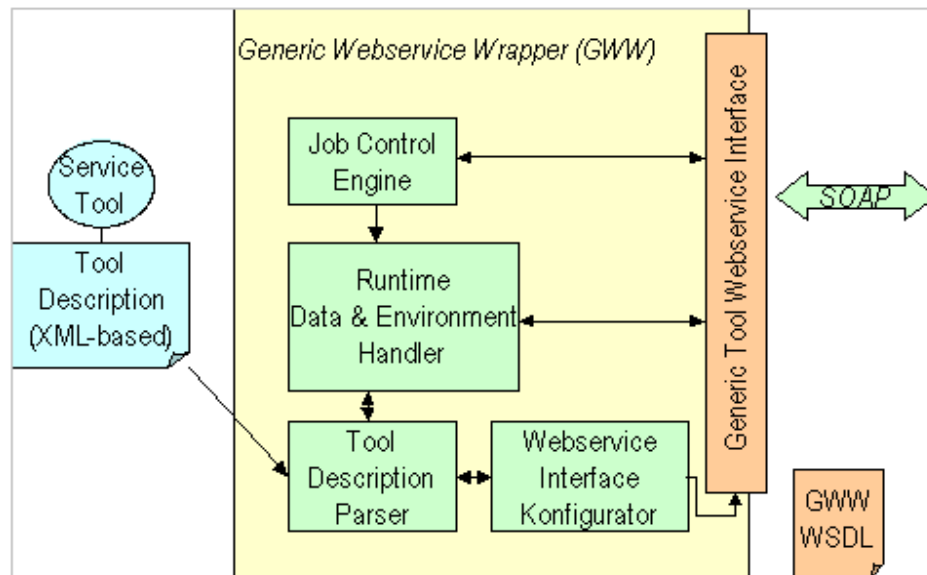 Generic Webservice Wrapper (GWW)
Job Control
Engine
Service
Tool
Tool
Description
(XML-based)
Runtime
Data & Environment
Handler
Tool
Description
Parser
Webservice
Interface
Konfigurator
Generic Tool Webservice Interface
SOAP
GWW
WSDL